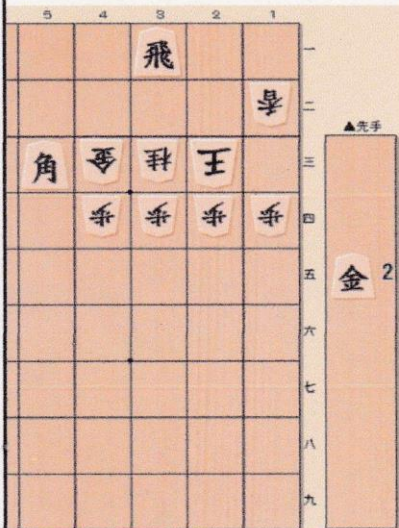 5 4 3 2 1
飛 一
香 二
角 金 桂 王 三
歩 歩 歩 歩 四
五
六
七
八
九
▲先手
金 2